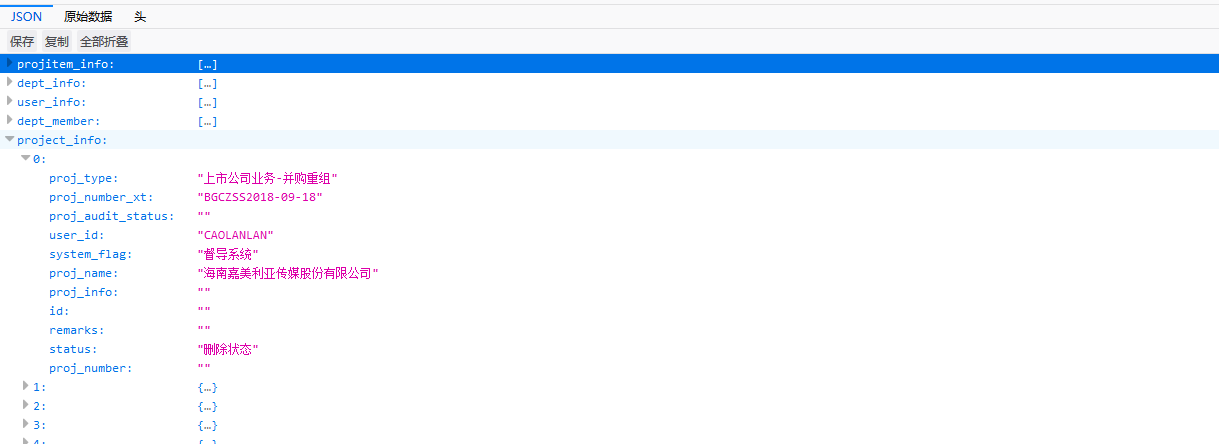 JSON 原始数据 头
保存 复制 全部折叠
projitem_info: […]
dept_info: […]
user_info: […]
dept_member: […]
project_info:
0:
proj_type: "上市公司业务-并购重组"
proj_number_xt: "BGCZSS2018-09-18"
proj_audit_status: ""
user_id: "CAOLANLAN"
system_flag: "督导系统"
proj_name: "海南嘉美利亚传媒股份有限公司"
proj_info: ""
id: ""
remarks: ""
status: "删除状态"
proj_number: ""
1: {…}
2: {…}
3: {…}
4: {…}